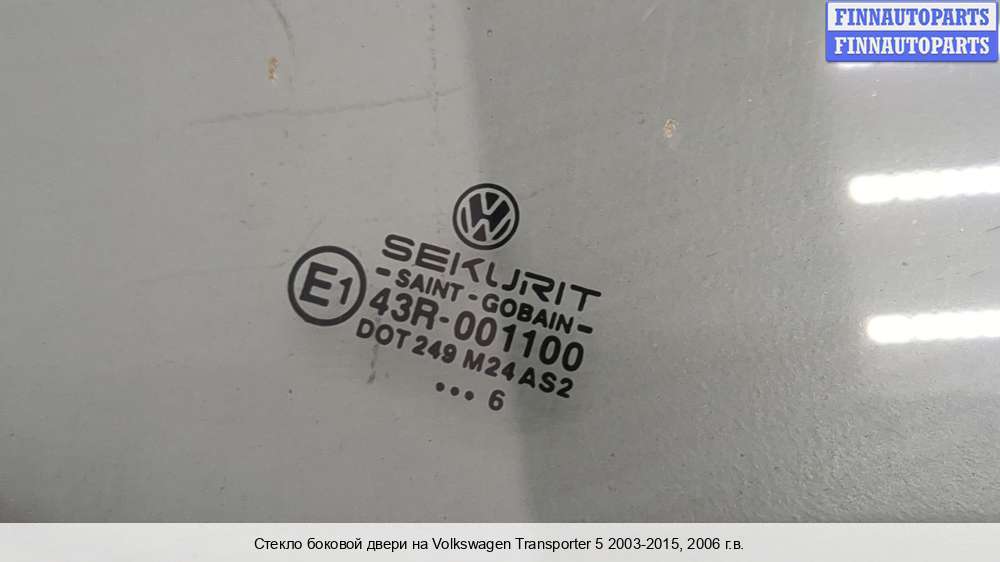 FINNAUTOPARTS
FINNAUTOPARTS
SEKURIT
- SAINT - GOBAIN -
E1
43R-001100
DOT 249 M24 AS2
••• 6
Стекло боковой двери на Volkswagen Transporter 5 2003-2015, 2006 г.в.